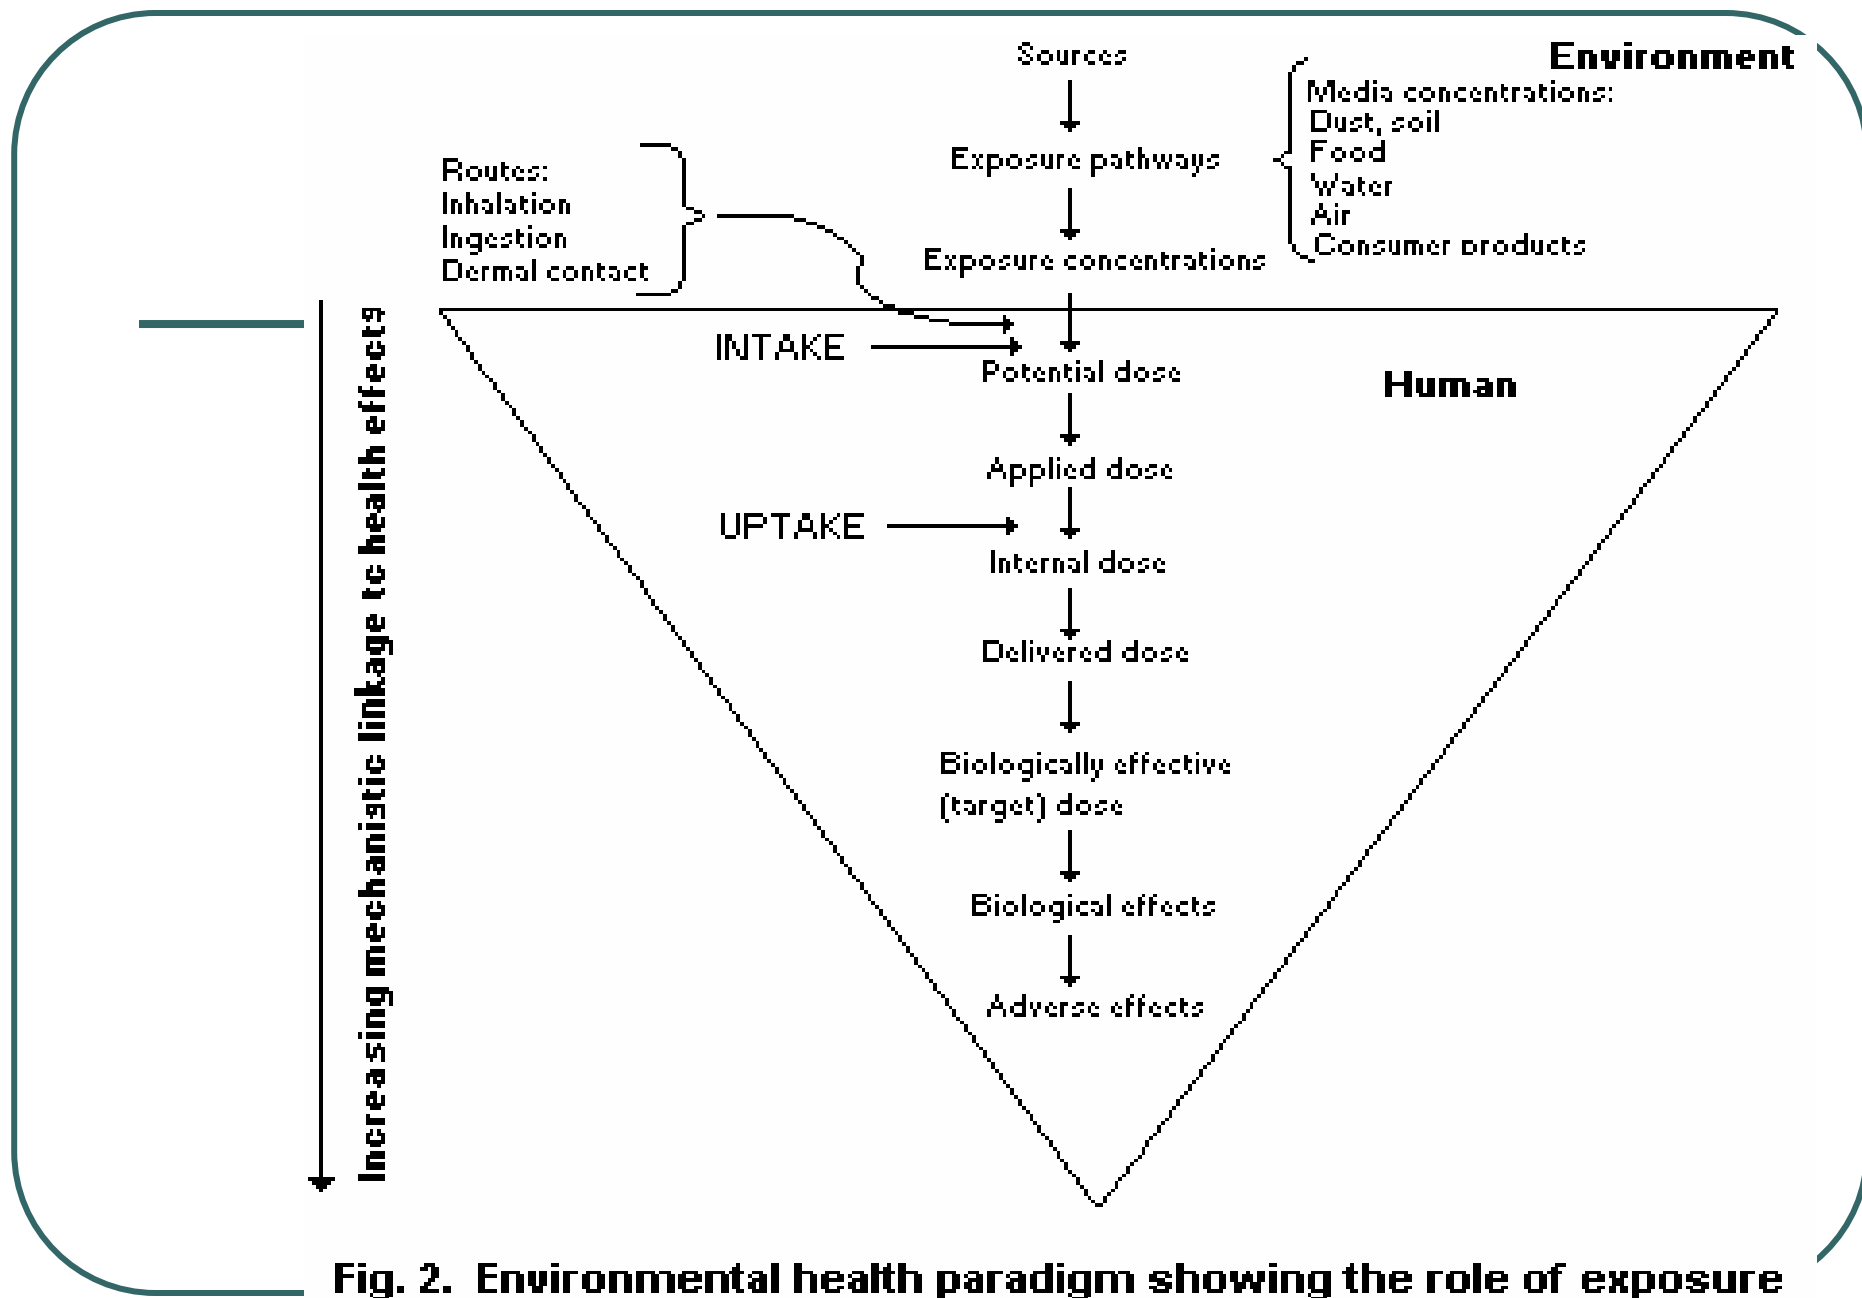 Sources
Environment
Media concentrations:
Dust, soil
Food
Water
Air
Consumer products
Exposure pathways
Routes:
Inhalation
Ingestion
Dermal contact
Exposure concentrations
INTAKE
Potential dose
Human
Applied dose
UPTAKE
Internal dose
Delivered dose
Biologically effective
(target) dose
Biological effects
Adverse effects
Increasing mechanistic linkage to health effects
Fig. 2. Environmental health paradigm showing the role of exposure